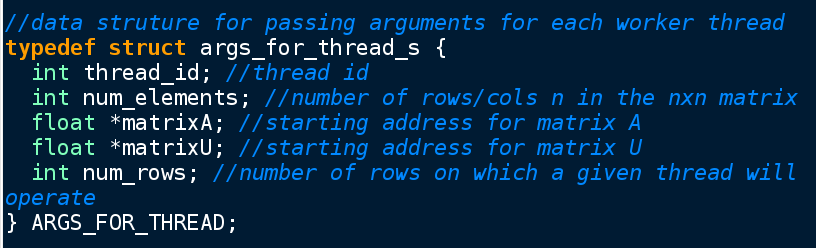 //data struture for passing arguments for each worker thread
typedef struct args_for_thread_s {
  int thread_id; //thread id
  int num_elements; //number of rows/cols n in the nxn matrix
  float *matrixA; //starting address for matrix A
  float *matrixU; //starting address for matrix U
  int num_rows; //number of rows on which a given thread will
operate
} ARGS_FOR_THREAD;